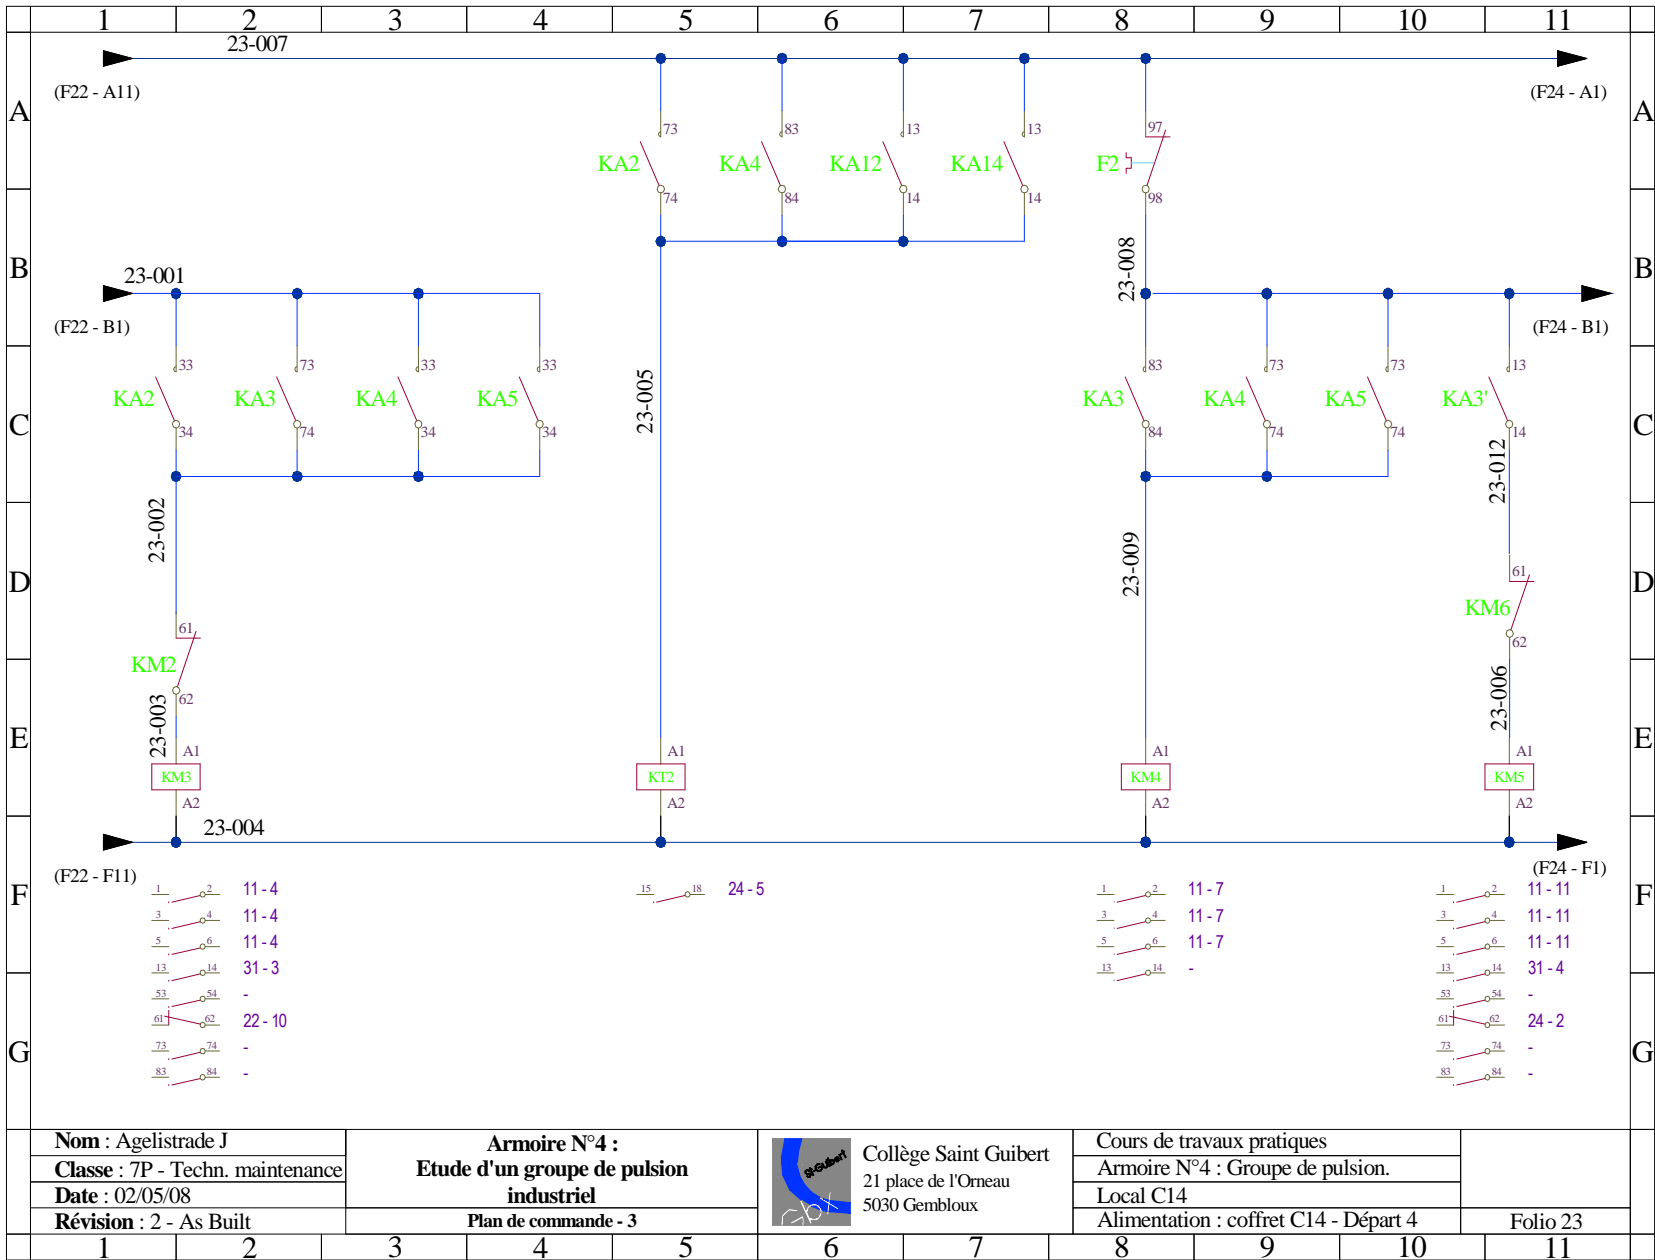 1 2 3 4 5 6 7 8 9 10 11
23-007
(F22 - A11)
(F24 - A1)
A A
73 83 13 13 97
KA2 KA4 KA12 KA14 F2
74 84 14 14 98
B B
23-001
23-008
(F22 - B1)
(F24 - B1)
33 73 33 33 83 73 73 13
KA2 KA3 KA4 KA5 KA3 KA4 KA5 KA3'
34 74 34 34 84 74 74 14
C C
23-005
23-012
23-002
23-009
D D
61
KM6
62
61
KM2
62
23-003
23-006
E E
A1 A1 A1 A1
KM3 KT2 KM4 KM5
A2 A2 A2 A2
23-004
(F22 - F11)
(F24 - F1)
F F
1 2 11 - 4
3 4 11 - 4
5 6 11 - 4
13 14 31 - 3
53 54 -
61 62 22 - 10
73 74 -
83 84 -
15 18 24 - 5
1 2 11 - 7
3 4 11 - 7
5 6 11 - 7
13 14 -
1 2 11 - 11
3 4 11 - 11
5 6 11 - 11
13 14 31 - 4
53 54 -
61 62 24 - 2
73 74 -
83 84 -
G G
Nom : Agelistrade J
Classe : 7P - Techn. maintenance
Date : 02/05/08
Révision : 2 - As Built
Armoire N°4 :
Etude d'un groupe de pulsion
industriel
Plan de commande - 3
St-Guibert
Gbx
Collège Saint Guibert
21 place de l'Orneau
5030 Gembloux
Cours de travaux pratiques
Armoire N°4 : Groupe de pulsion.
Local C14
Alimentation : coffret C14 - Départ 4
Folio 23
1 2 3 4 5 6 7 8 9 10 11